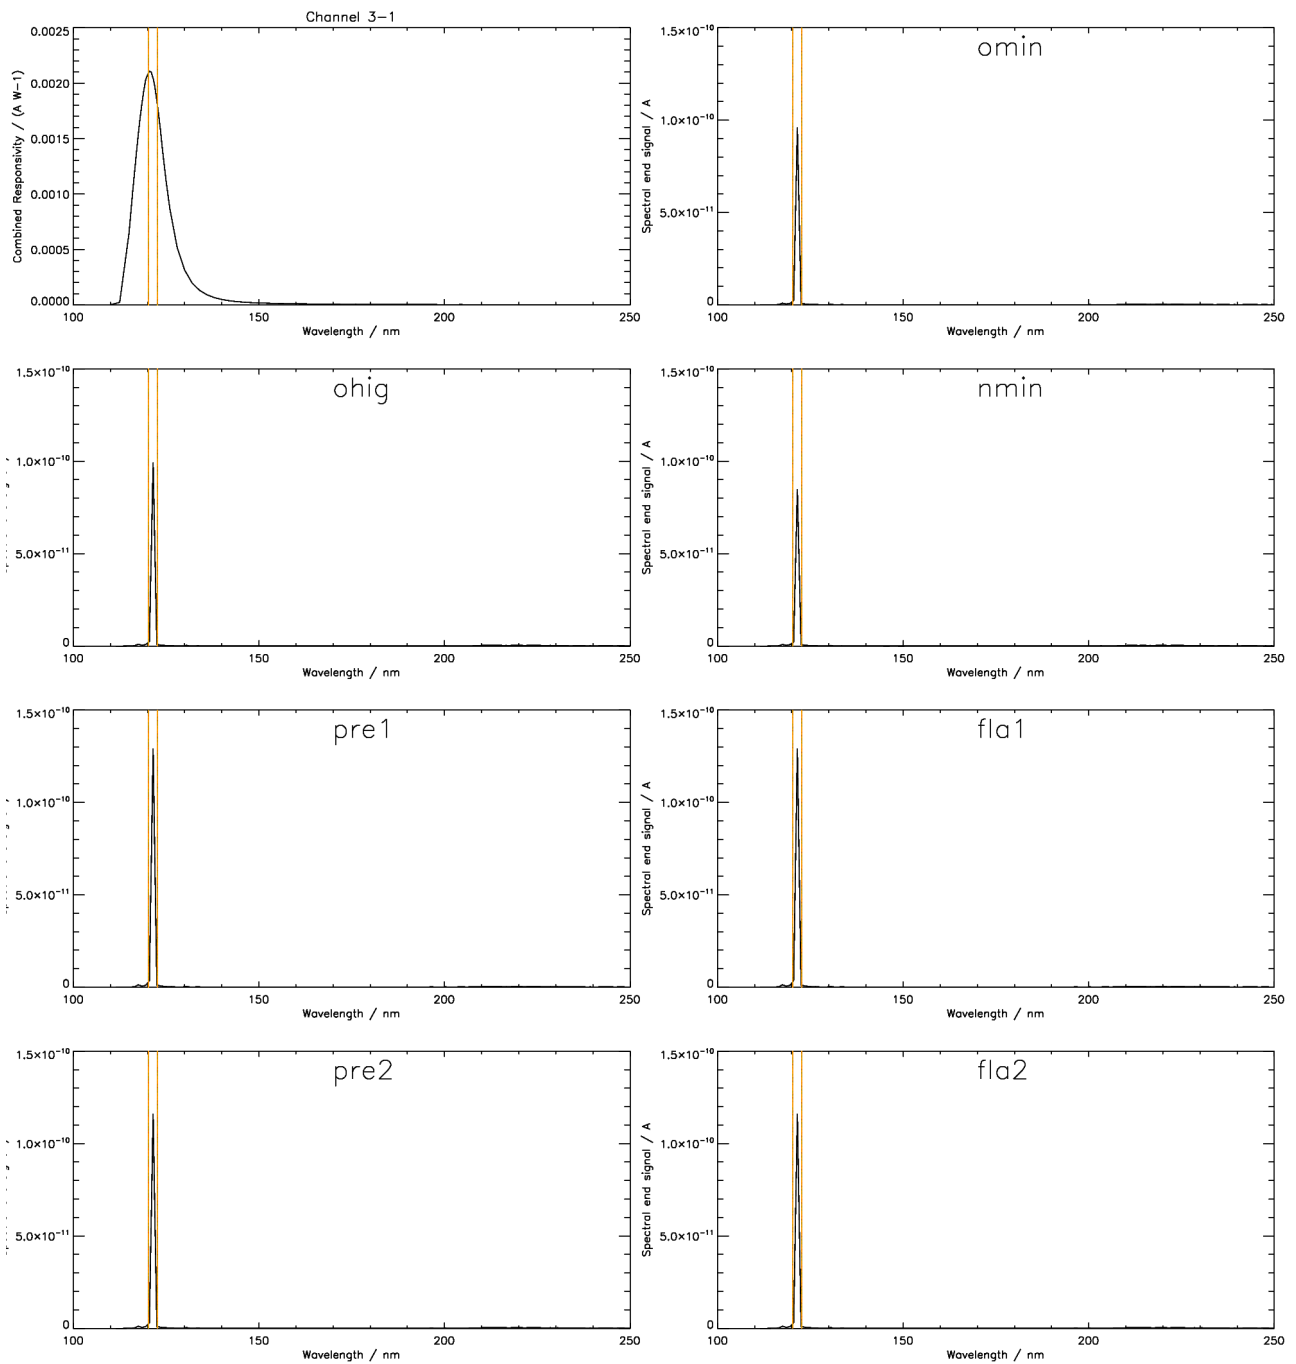 Channel 3-1
Combined Responsivity / (A W-1)
0.0025
0.0020
0.0015
0.0010
0.0005
0.0000
100 150 200 250
Wavelength / nm
omin
Spectral end signal / A
1.5×10-10
1.0×10-10
5.0×10-11
0
100 150 200 250
Wavelength / nm
ohig
1.5×10-10
1.0×10-10
5.0×10-11
0
100 150 200 250
Wavelength / nm
nmin
Spectral end signal / A
1.5×10-10
1.0×10-10
5.0×10-11
0
100 150 200 250
Wavelength / nm
pre1
1.5×10-10
1.0×10-10
5.0×10-11
0
100 150 200 250
Wavelength / nm
fla1
Spectral end signal / A
1.5×10-10
1.0×10-10
5.0×10-11
0
100 150 200 250
Wavelength / nm
pre2
1.5×10-10
1.0×10-10
5.0×10-11
0
100 150 200 250
Wavelength / nm
fla2
Spectral end signal / A
1.5×10-10
1.0×10-10
5.0×10-11
0
100 150 200 250
Wavelength / nm